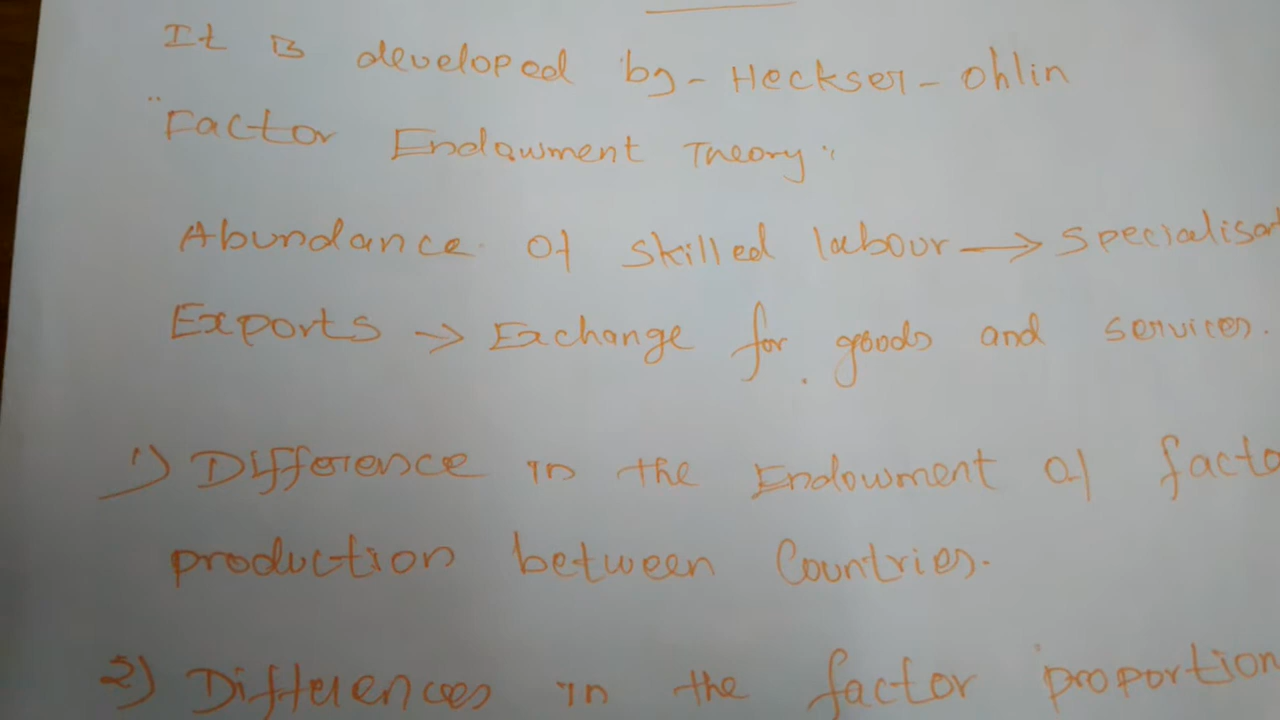 It is developed by - Heckser - ohlin
"Factor Endowment Theory"
Abundance of skilled labour → specialisat
Exports → Exchange for goods and services.
1) Difference in the Endowment of facto
production between Countries.
2) Differences in the factor proportion